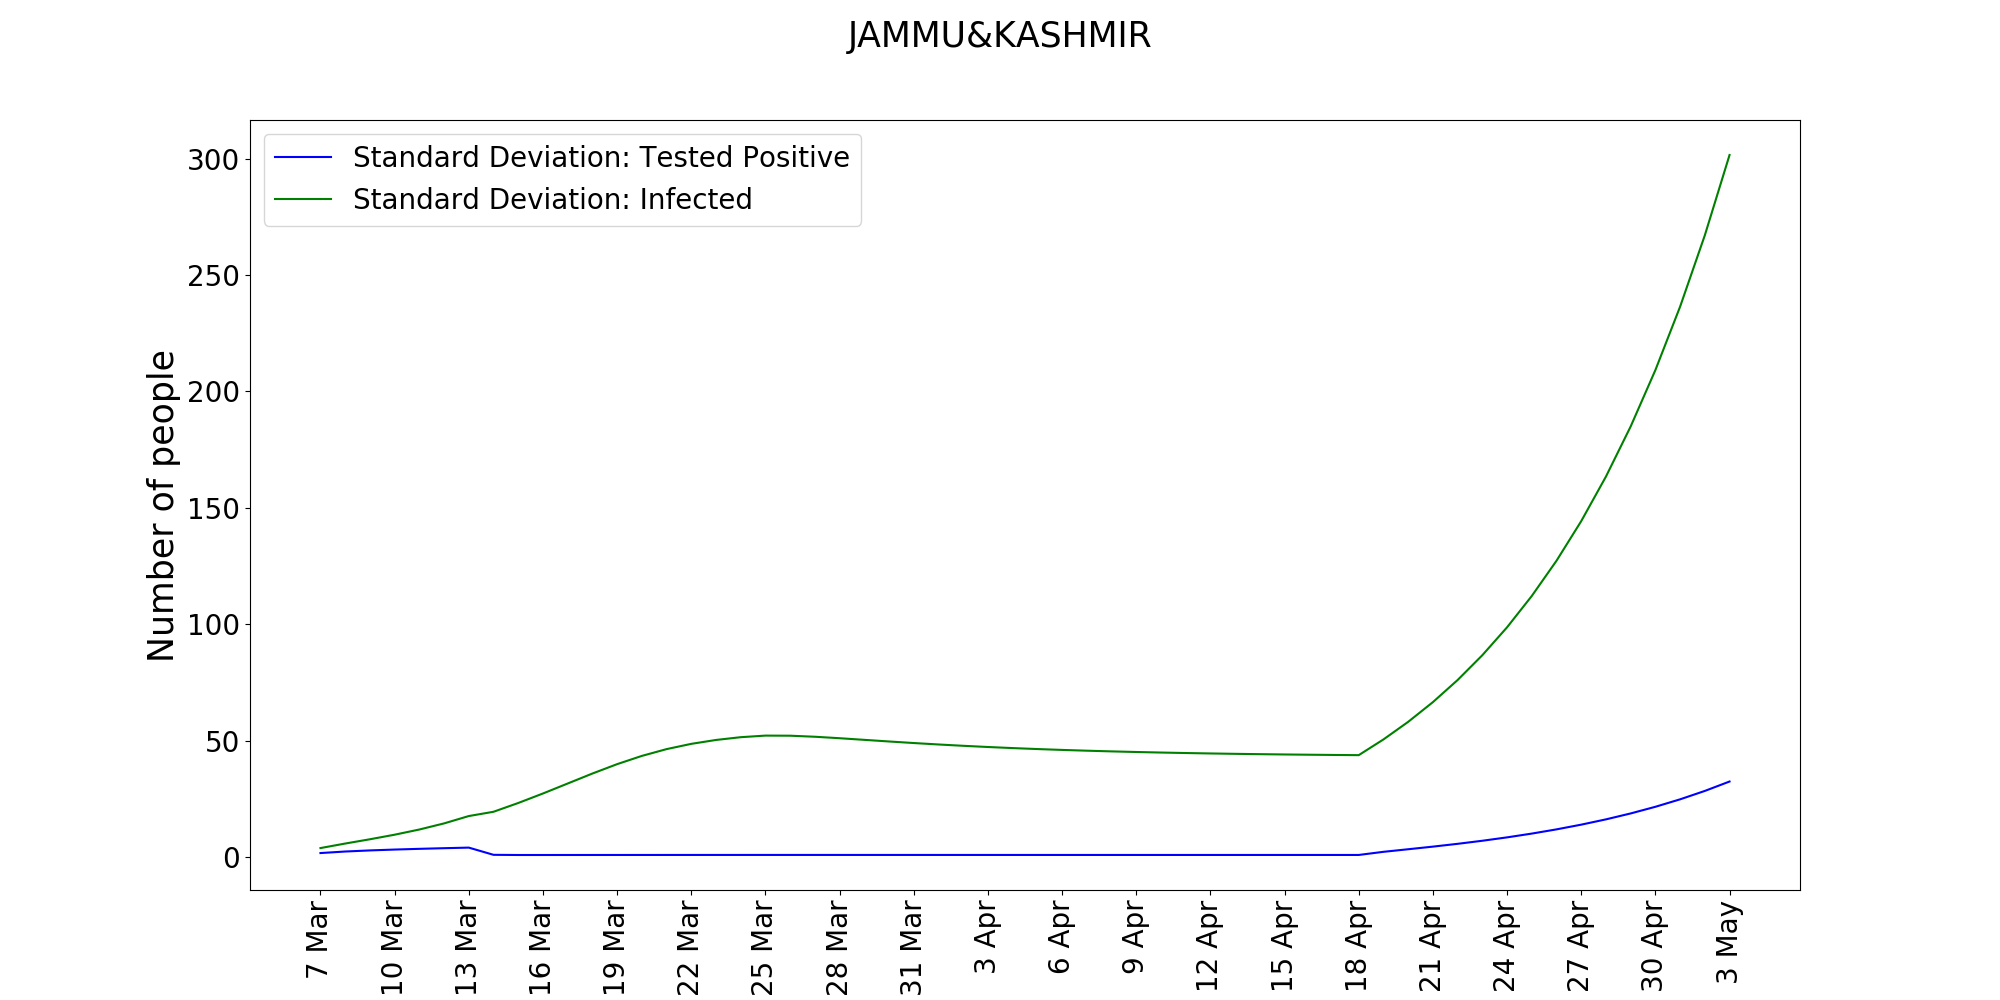 JAMMU&KASHMIR
Standard Deviation: Tested Positive
Standard Deviation: Infected
Number of people
300
250
200
150
100
50
0
7 Mar
10 Mar
13 Mar
16 Mar
19 Mar
22 Mar
25 Mar
28 Mar
31 Mar
3 Apr
6 Apr
9 Apr
12 Apr
15 Apr
18 Apr
21 Apr
24 Apr
27 Apr
30 Apr
3 May